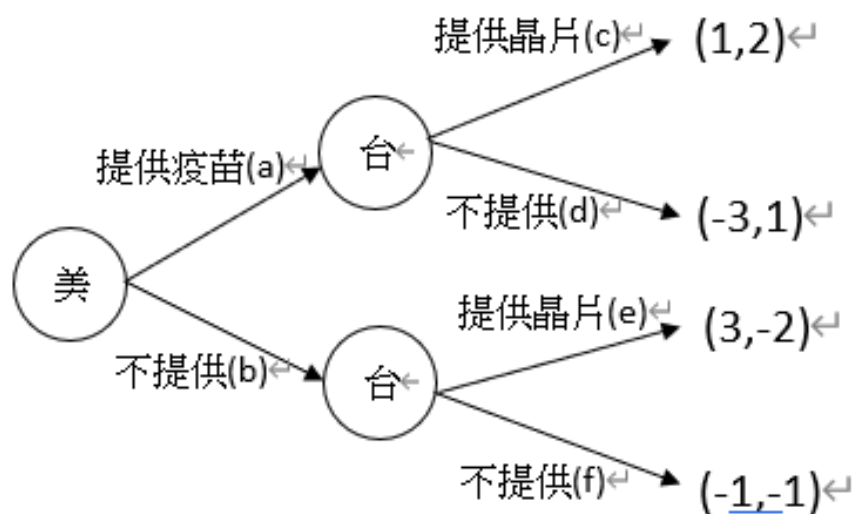 提供晶片(c)↵ (1,2)↵
提供疫苗(a)↵ 台←
不提供(d)↵ (-3,1)↵
美
提供晶片(e)↵ (3,-2)↵
不提供(b)↵ 台←
不提供(f)↵ (-1,-1)↵